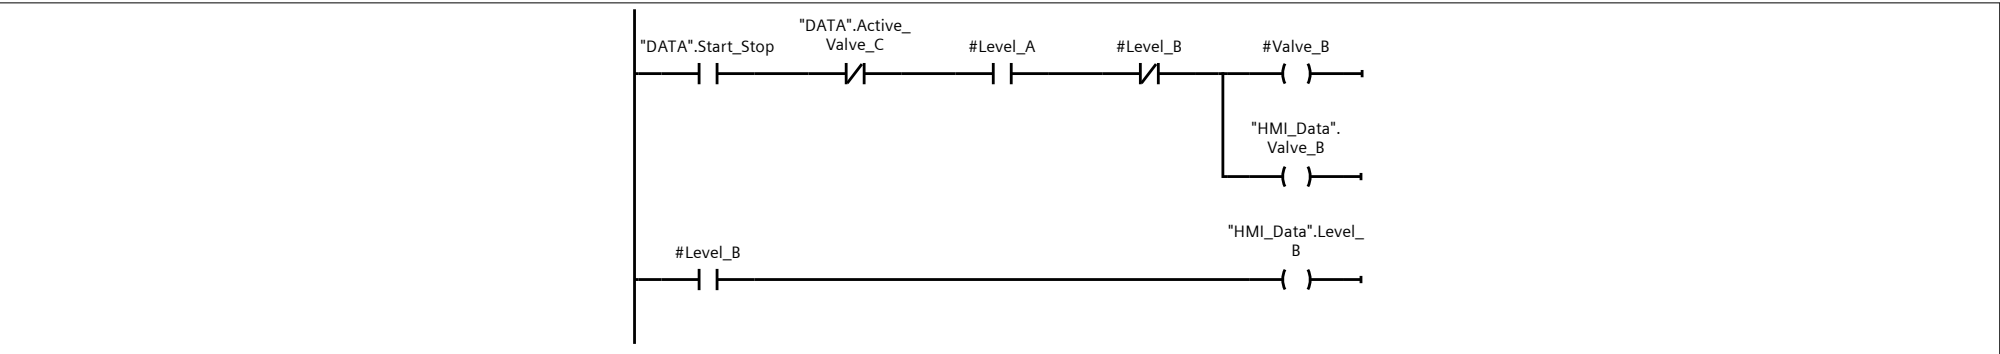 "DATA".Start_Stop
"DATA".Active_
Valve_C
#Level_A
#Level_B
#Valve_B
"HMI_Data".
Valve_B
#Level_B
"HMI_Data".Level_
B